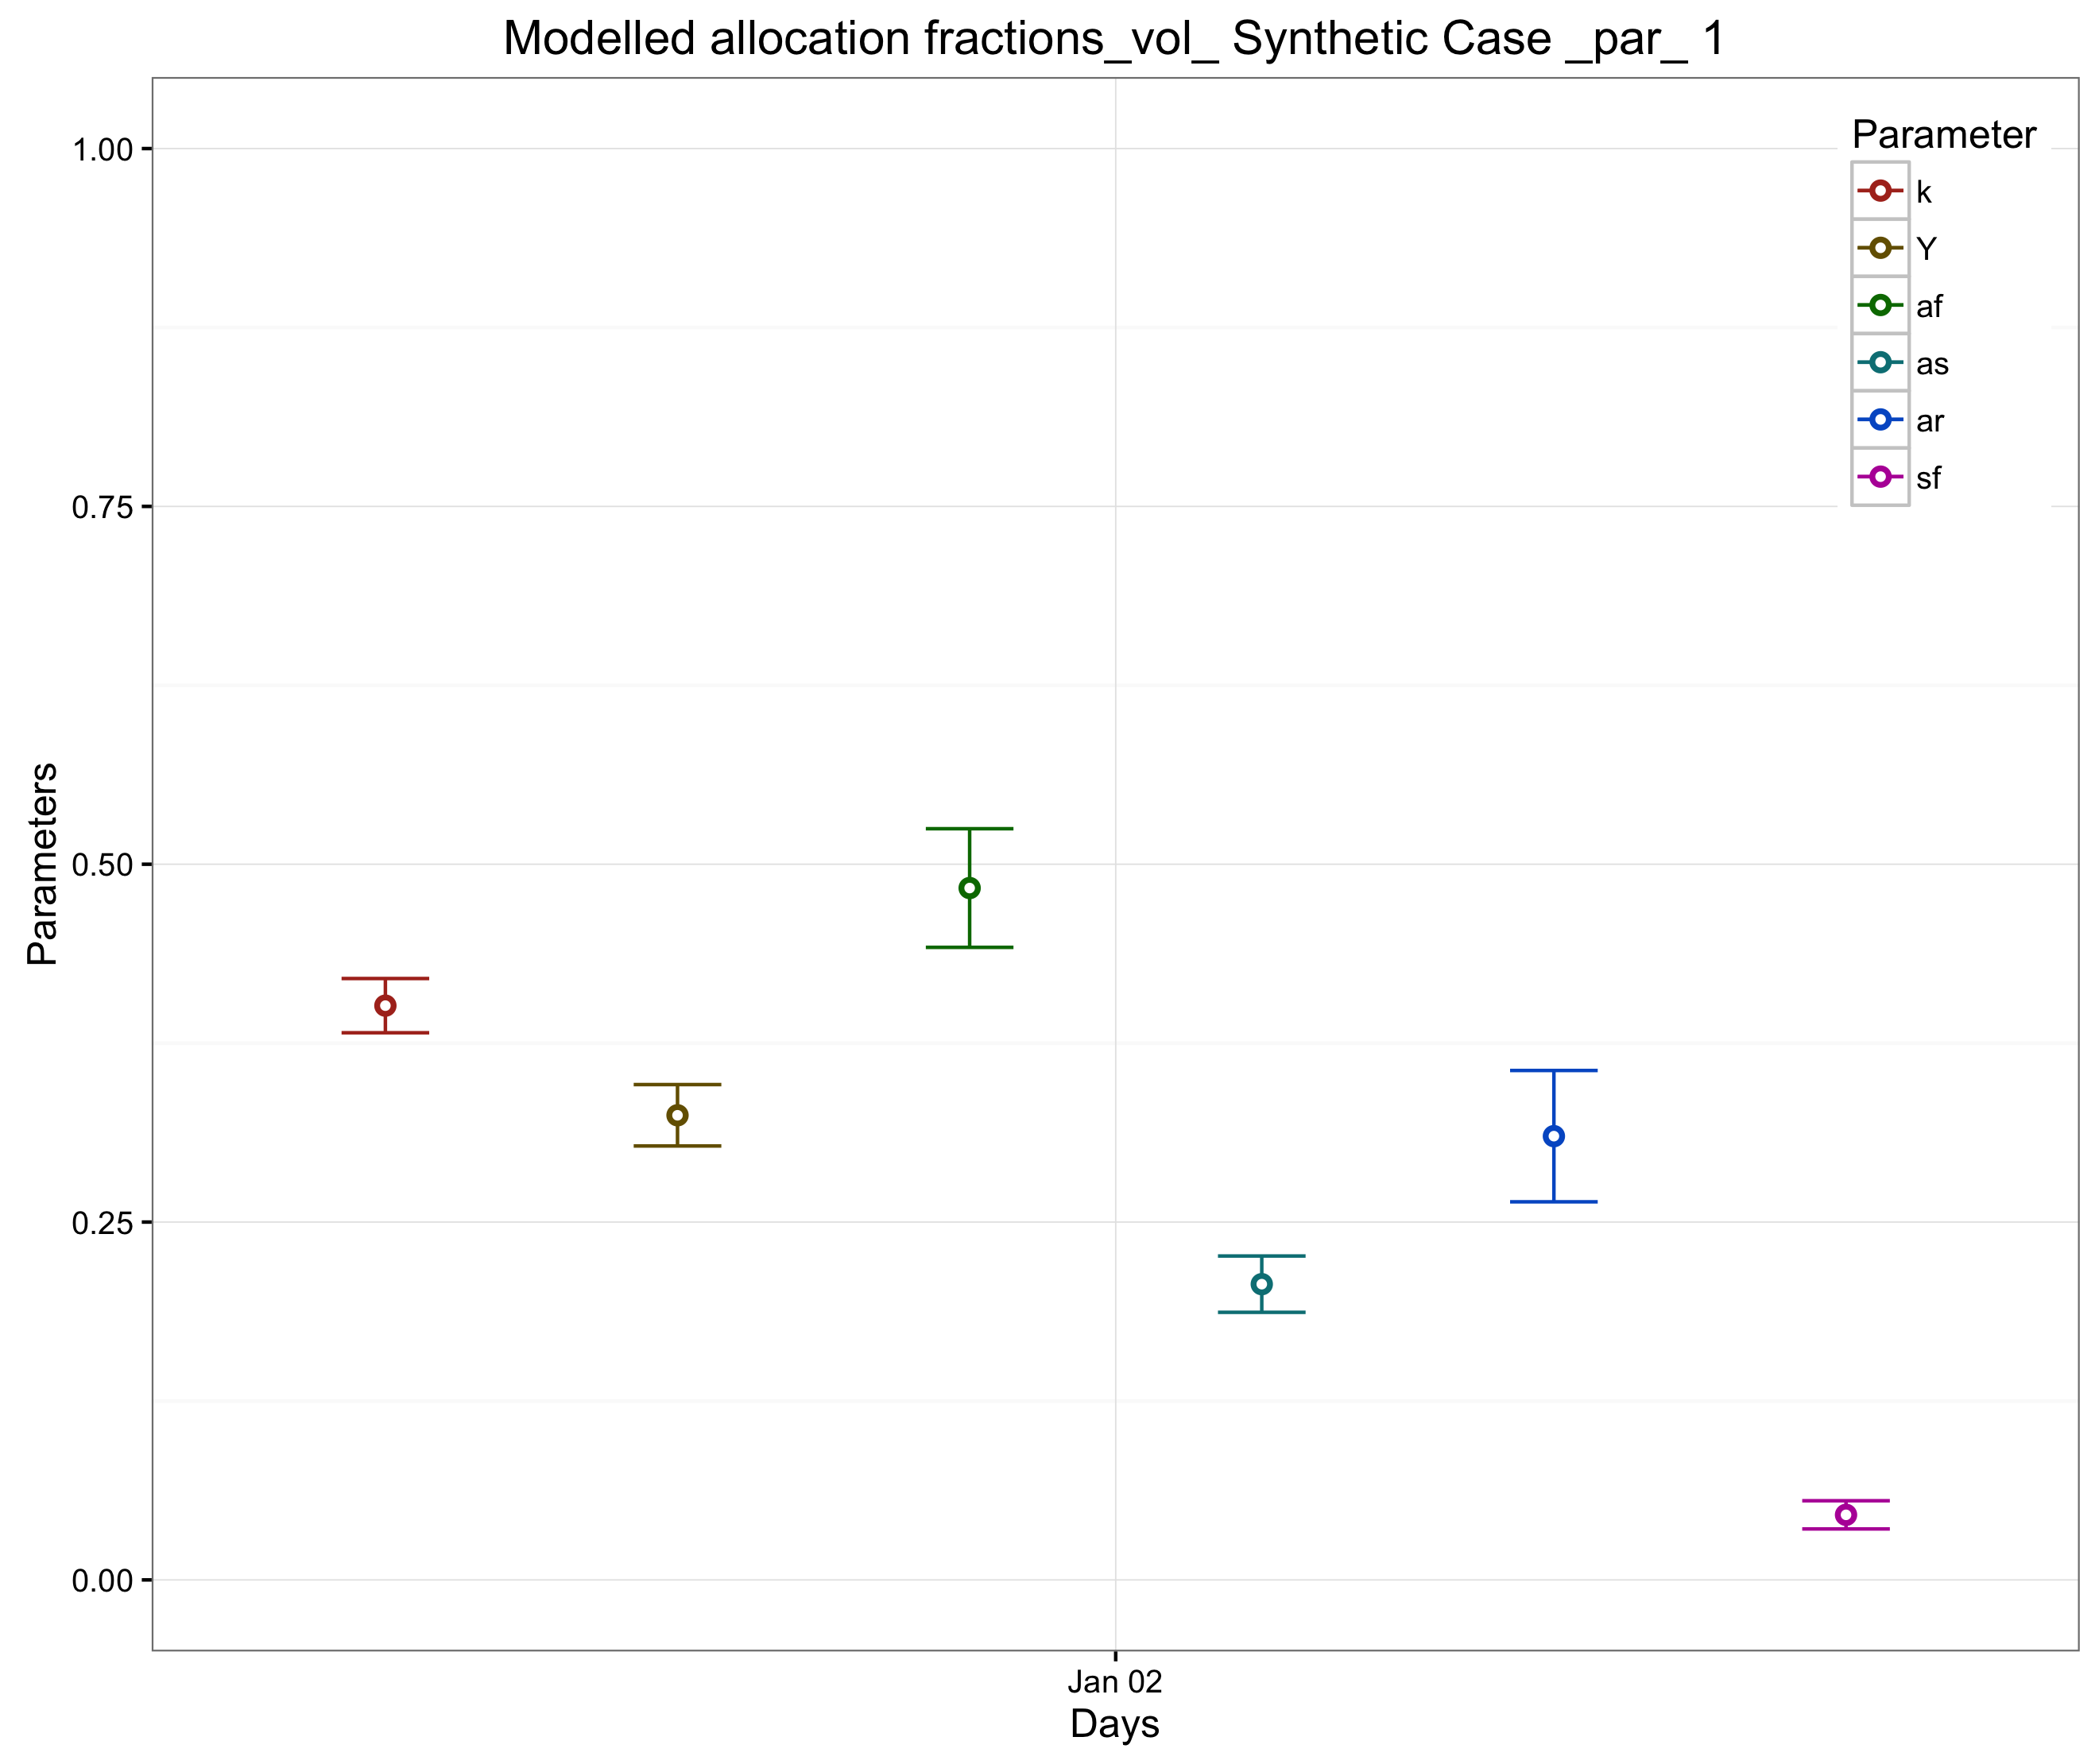 Modelled allocation fractions_vol_ Synthetic Case _par_ 1
Parameter
k
Y
af
as
ar
sf
1.00
0.75
0.50
0.25
0.00
Parameters
Jan 02
Days